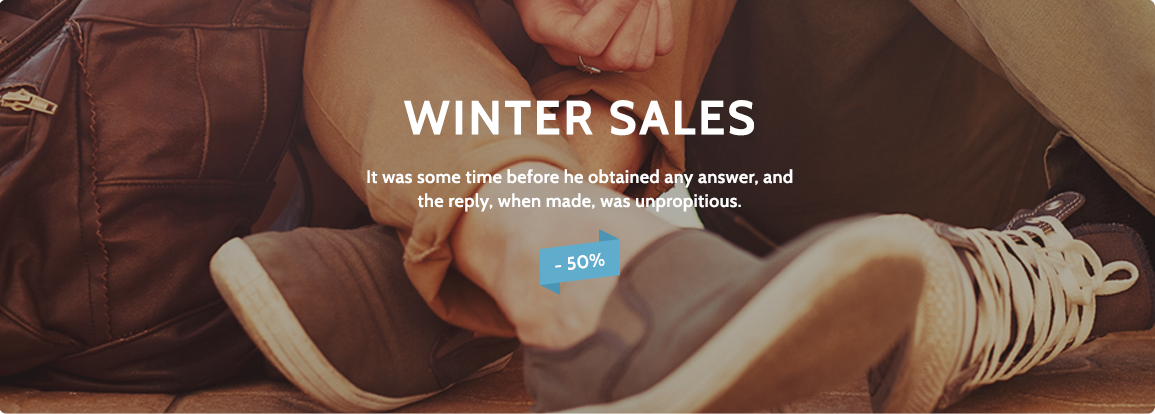 WINTER SALES
It was some time before he obtained any answer, and
the reply, when made, was unpropitious.
- 50%